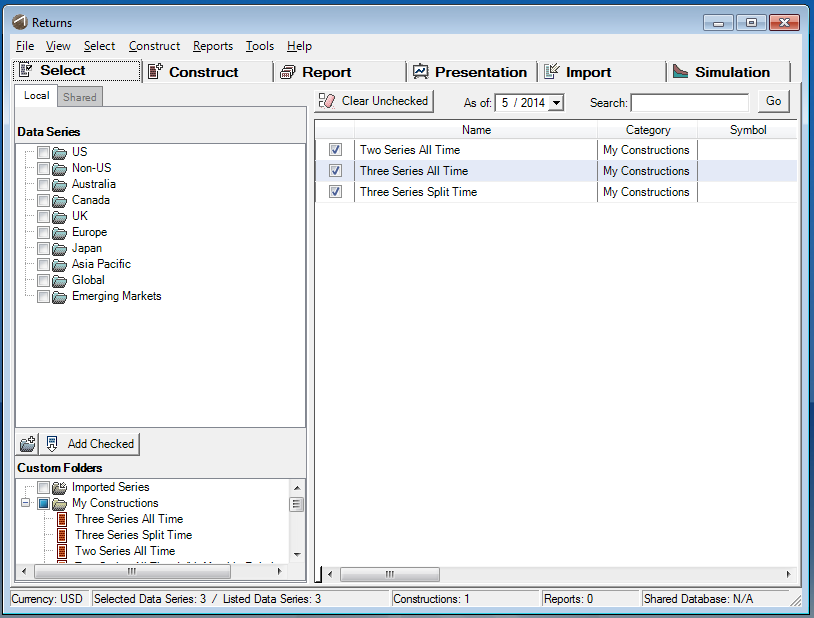 Returns
File View Select Construct Reports Tools Help
Select Construct Report Presentation Import Simulation
Local Shared
Clear Unchecked As of: 5 / 2014 Search: Go
Data Series
Name Category Symbol
US
Non-US
Australia
Canada
UK
Europe
Japan
Asia Pacific
Global
Emerging Markets
Two Series All Time My Constructions
Three Series All Time My Constructions
Three Series Split Time My Constructions
Add Checked
Custom Folders
Imported Series
My Constructions
Three Series All Time
Three Series Split Time
Two Series All Time
Currency: USD Selected Data Series: 3 / Listed Data Series: 3 Constructions: 1 Reports: 0 Shared Database: N/A